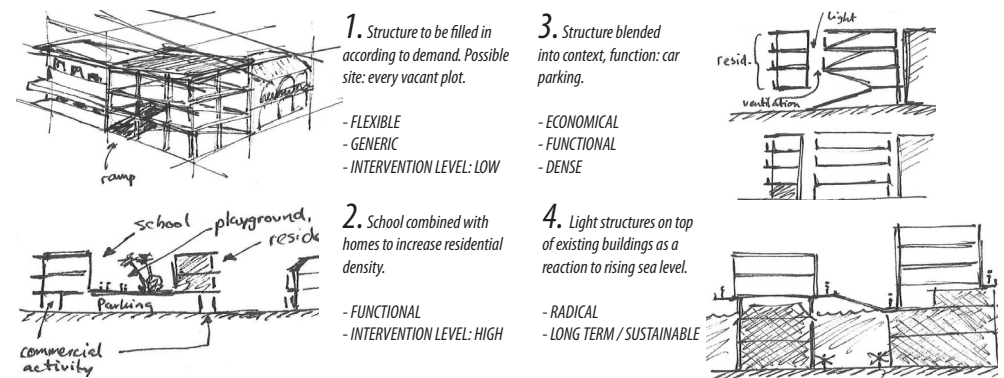 1. Structure to be filled in
according to demand. Possible
site: every vacant plot.
- FLEXIBLE
- GENERIC
- INTERVENTION LEVEL: LOW
ramp
school
playground,
reside
Parking
commercial
activity
2. School combined with
homes to increase residential
density.
- FUNCTIONAL
- INTERVENTION LEVEL: HIGH
3. Structure blended
into context, function: car
parking.
- ECONOMICAL
- FUNCTIONAL
- DENSE
light
resid.
ventilation
4. Light structures on top
of existing buildings as a
reaction to rising sea level.
- RADICAL
- LONG TERM / SUSTAINABLE